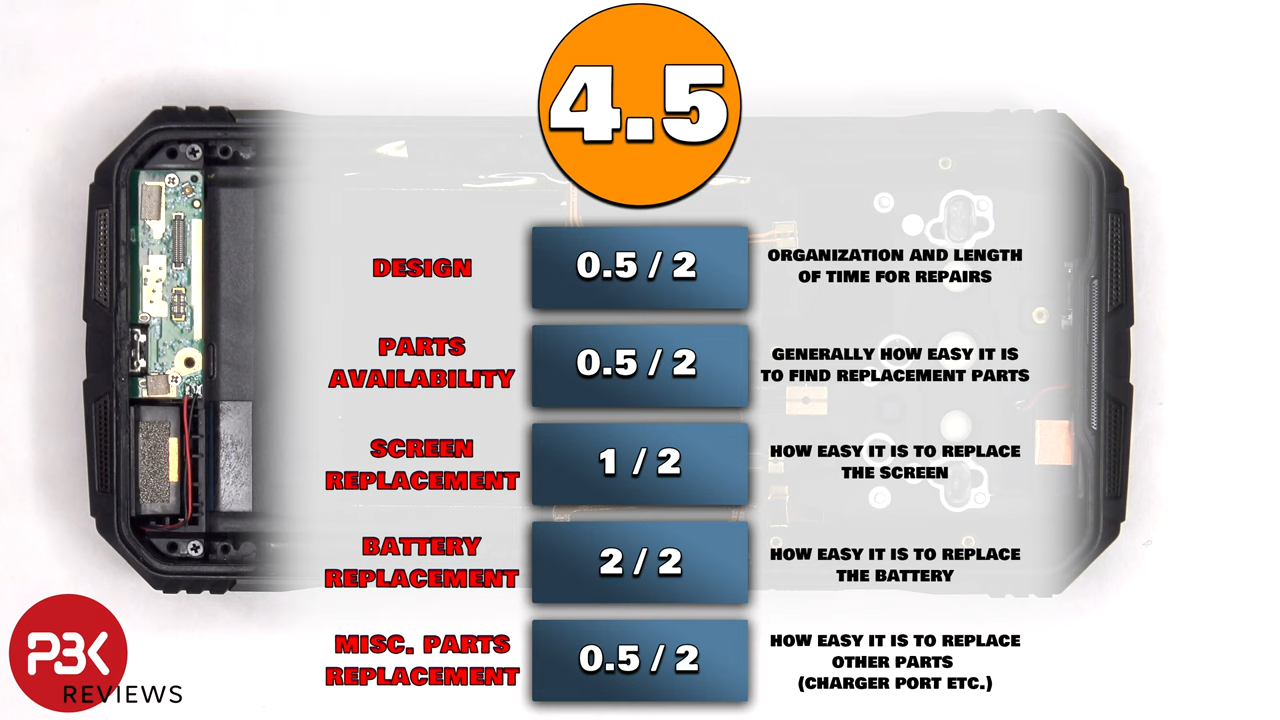 4.5
DESIGN
0.5 / 2
ORGANIZATION AND LENGTH
OF TIME FOR REPAIRS
PARTS
AVAILABILITY
0.5 / 2
GENERALLY HOW EASY IT IS
TO FIND REPLACEMENT PARTS
SCREEN
REPLACEMENT
1 / 2
HOW EASY IT IS TO REPLACE
THE SCREEN
BATTERY
REPLACEMENT
2 / 2
HOW EASY IT IS TO REPLACE
THE BATTERY
MISC. PARTS
REPLACEMENT
0.5 / 2
HOW EASY IT IS TO REPLACE
OTHER PARTS
(CHARGER PORT ETC.)
PBK
REVIEWS